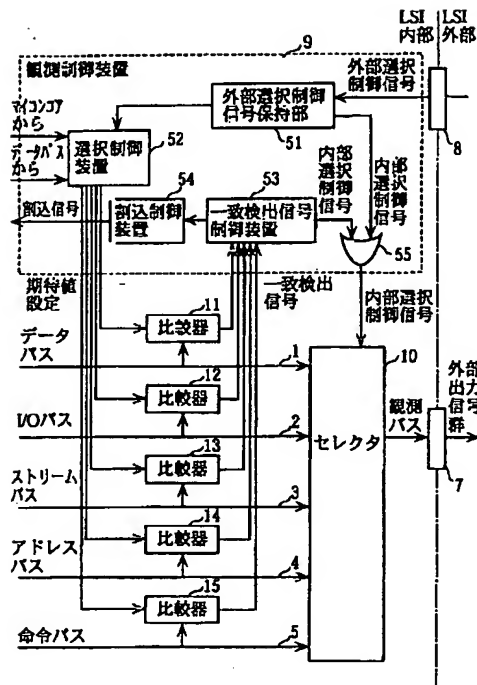 LSI LSI
内部 外部
9
観測制御装置
外部選択
制御信号
外部選択制御
信号保持部
51
8
マイコンコア
から
データバス
から
選択制御
装置
52
割込信号
54
割込制御
装置
53
一致検出信号
制御装置
内部選択
制御信号
内部選択
制御信号
55
期特値
設定
一致検出
信号
内部選択
制御信号
11
比較器
データ
バス
1
10
12
比較器
I/Oバス
2
セレクタ
観測
バス
外部
出力
信号
群
7
13
比較器
ストリーム
バス
3
14
比較器
アドレス
バス
4
15
比較器
命令バス
5